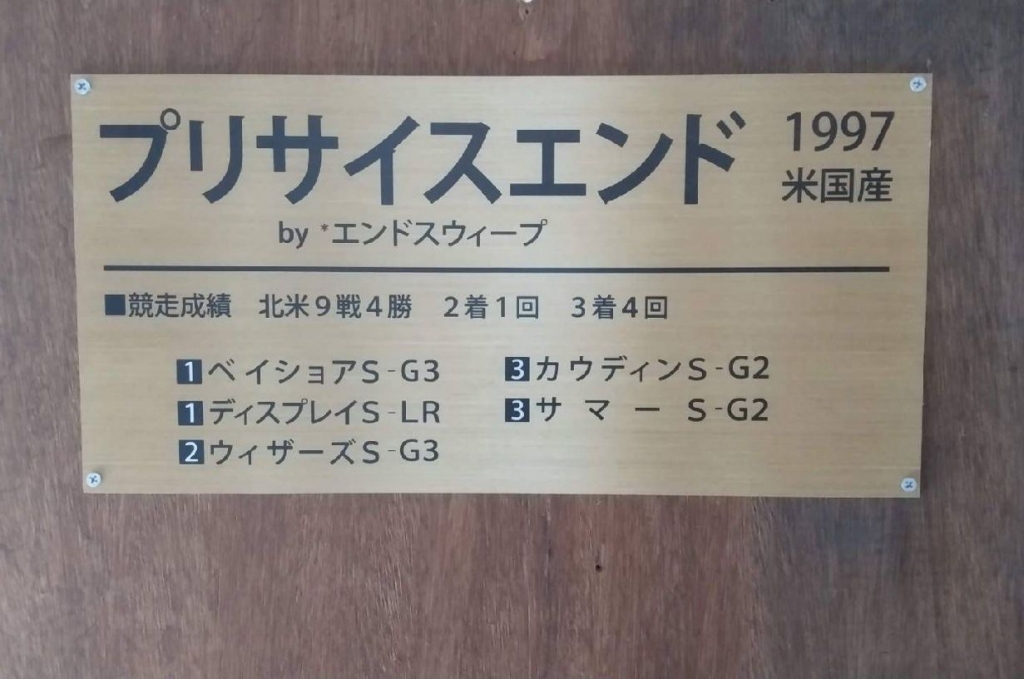 プリサイスエンド 1997
米国産
by *エンドスウィープ
■競走成績 北米9戦4勝 2着1回 3着4回
1 ベイショアS-G3 3 カウディンS-G2
1 ディスプレイS-LR 3 サマーS-G2
2 ウィザーズS-G3